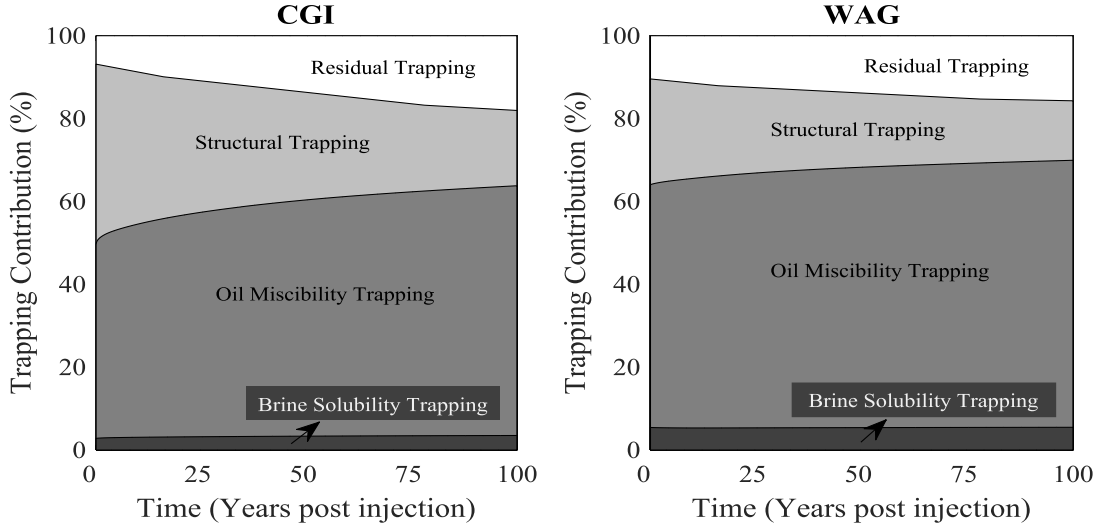 CGI
100
80
60
40
20
0
Trapping Contribution (%)
Residual Trapping
Structural Trapping
Oil Miscibility Trapping
Brine Solubility Trapping
0 25 50 75 100
Time (Years post injection)
WAG
100
80
60
40
20
0
Trapping Contribution (%)
Residual Trapping
Structural Trapping
Oil Miscibility Trapping
Brine Solubility Trapping
0 25 50 75 100
Time (Years post injection)